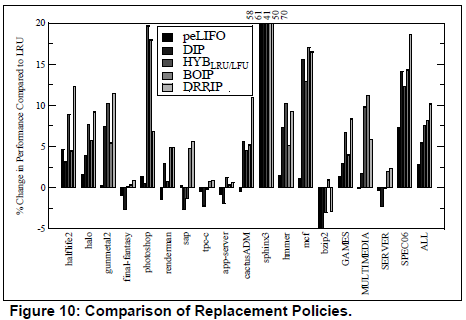 58
61
41
50
70
20
15
10
5
0
-5
% Change in Performance Compared to LRU
peLIFO
DIP
HYB LRU/LFU
BOIP
DRRIP
halflife2
halo
gunmetal2
final-fantasy
photoshop
renderman
sap
tpc-c
app-server
cactusADM
sphinx3
hmmer
mcf
bzip2
GAMES
MULTIMEDIA
SERVER
SPEC06
ALL
Figure 10: Comparison of Replacement Policies.